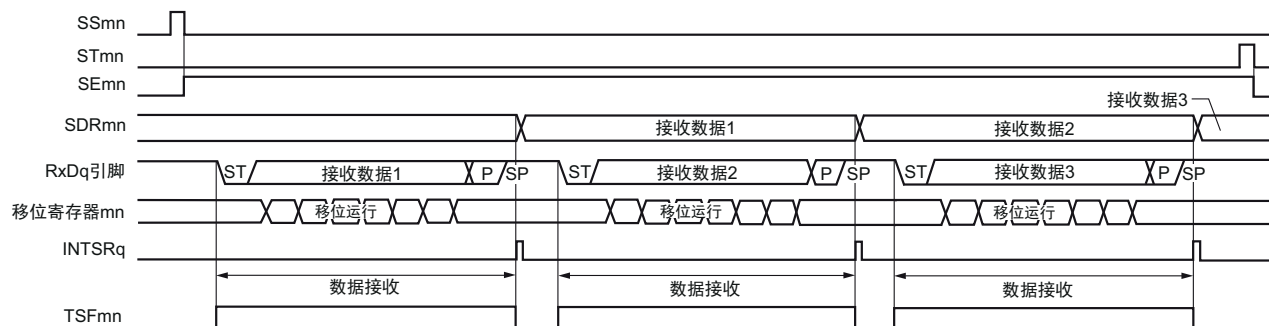 SSmn
STmn
SEmn
接收数据3
SDRmn 接收数据1 接收数据2
RxDq引脚 ST 接收数据1 P SP ST 接收数据2 P SP ST 接收数据3 P SP
移位寄存器mn 移位运行 移位运行 移位运行
INTSRq
数据接收 数据接收 数据接收
TSFmn